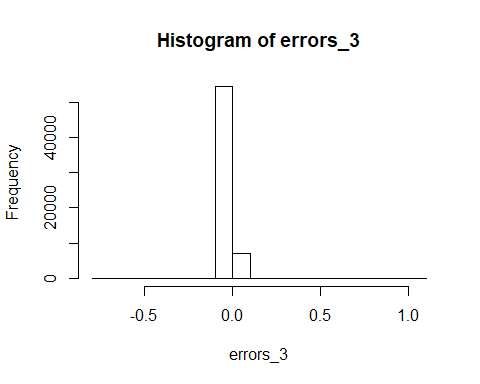 Histogram of errors_3
Frequency
40000
20000
0
-0.5 0.0 0.5 1.0
errors_3